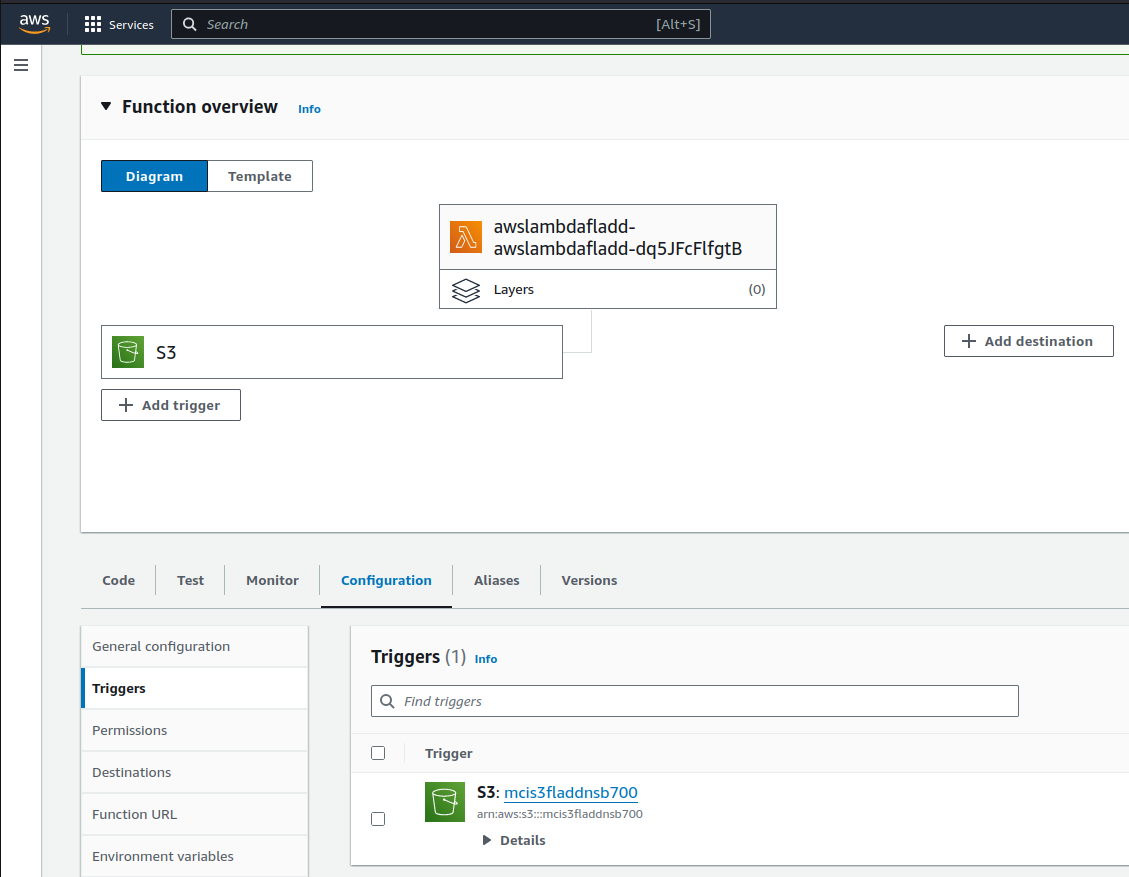 aws
Services
Search
[Alt+S]
Function overview Info
Diagram
Template
awslambdafladd-
awslambdafladd-dq5JFcFlfgtB
Layers
(0)
S3
Add destination
Add trigger
Code
Test
Monitor
Configuration
Aliases
Versions
General configuration
Triggers
Permissions
Destinations
Function URL
Environment variables
Triggers (1) Info
Find triggers
Trigger
S3: mcis3fladdnsb700
arn:aws:s3:::mcis3fladdnsb700
Details